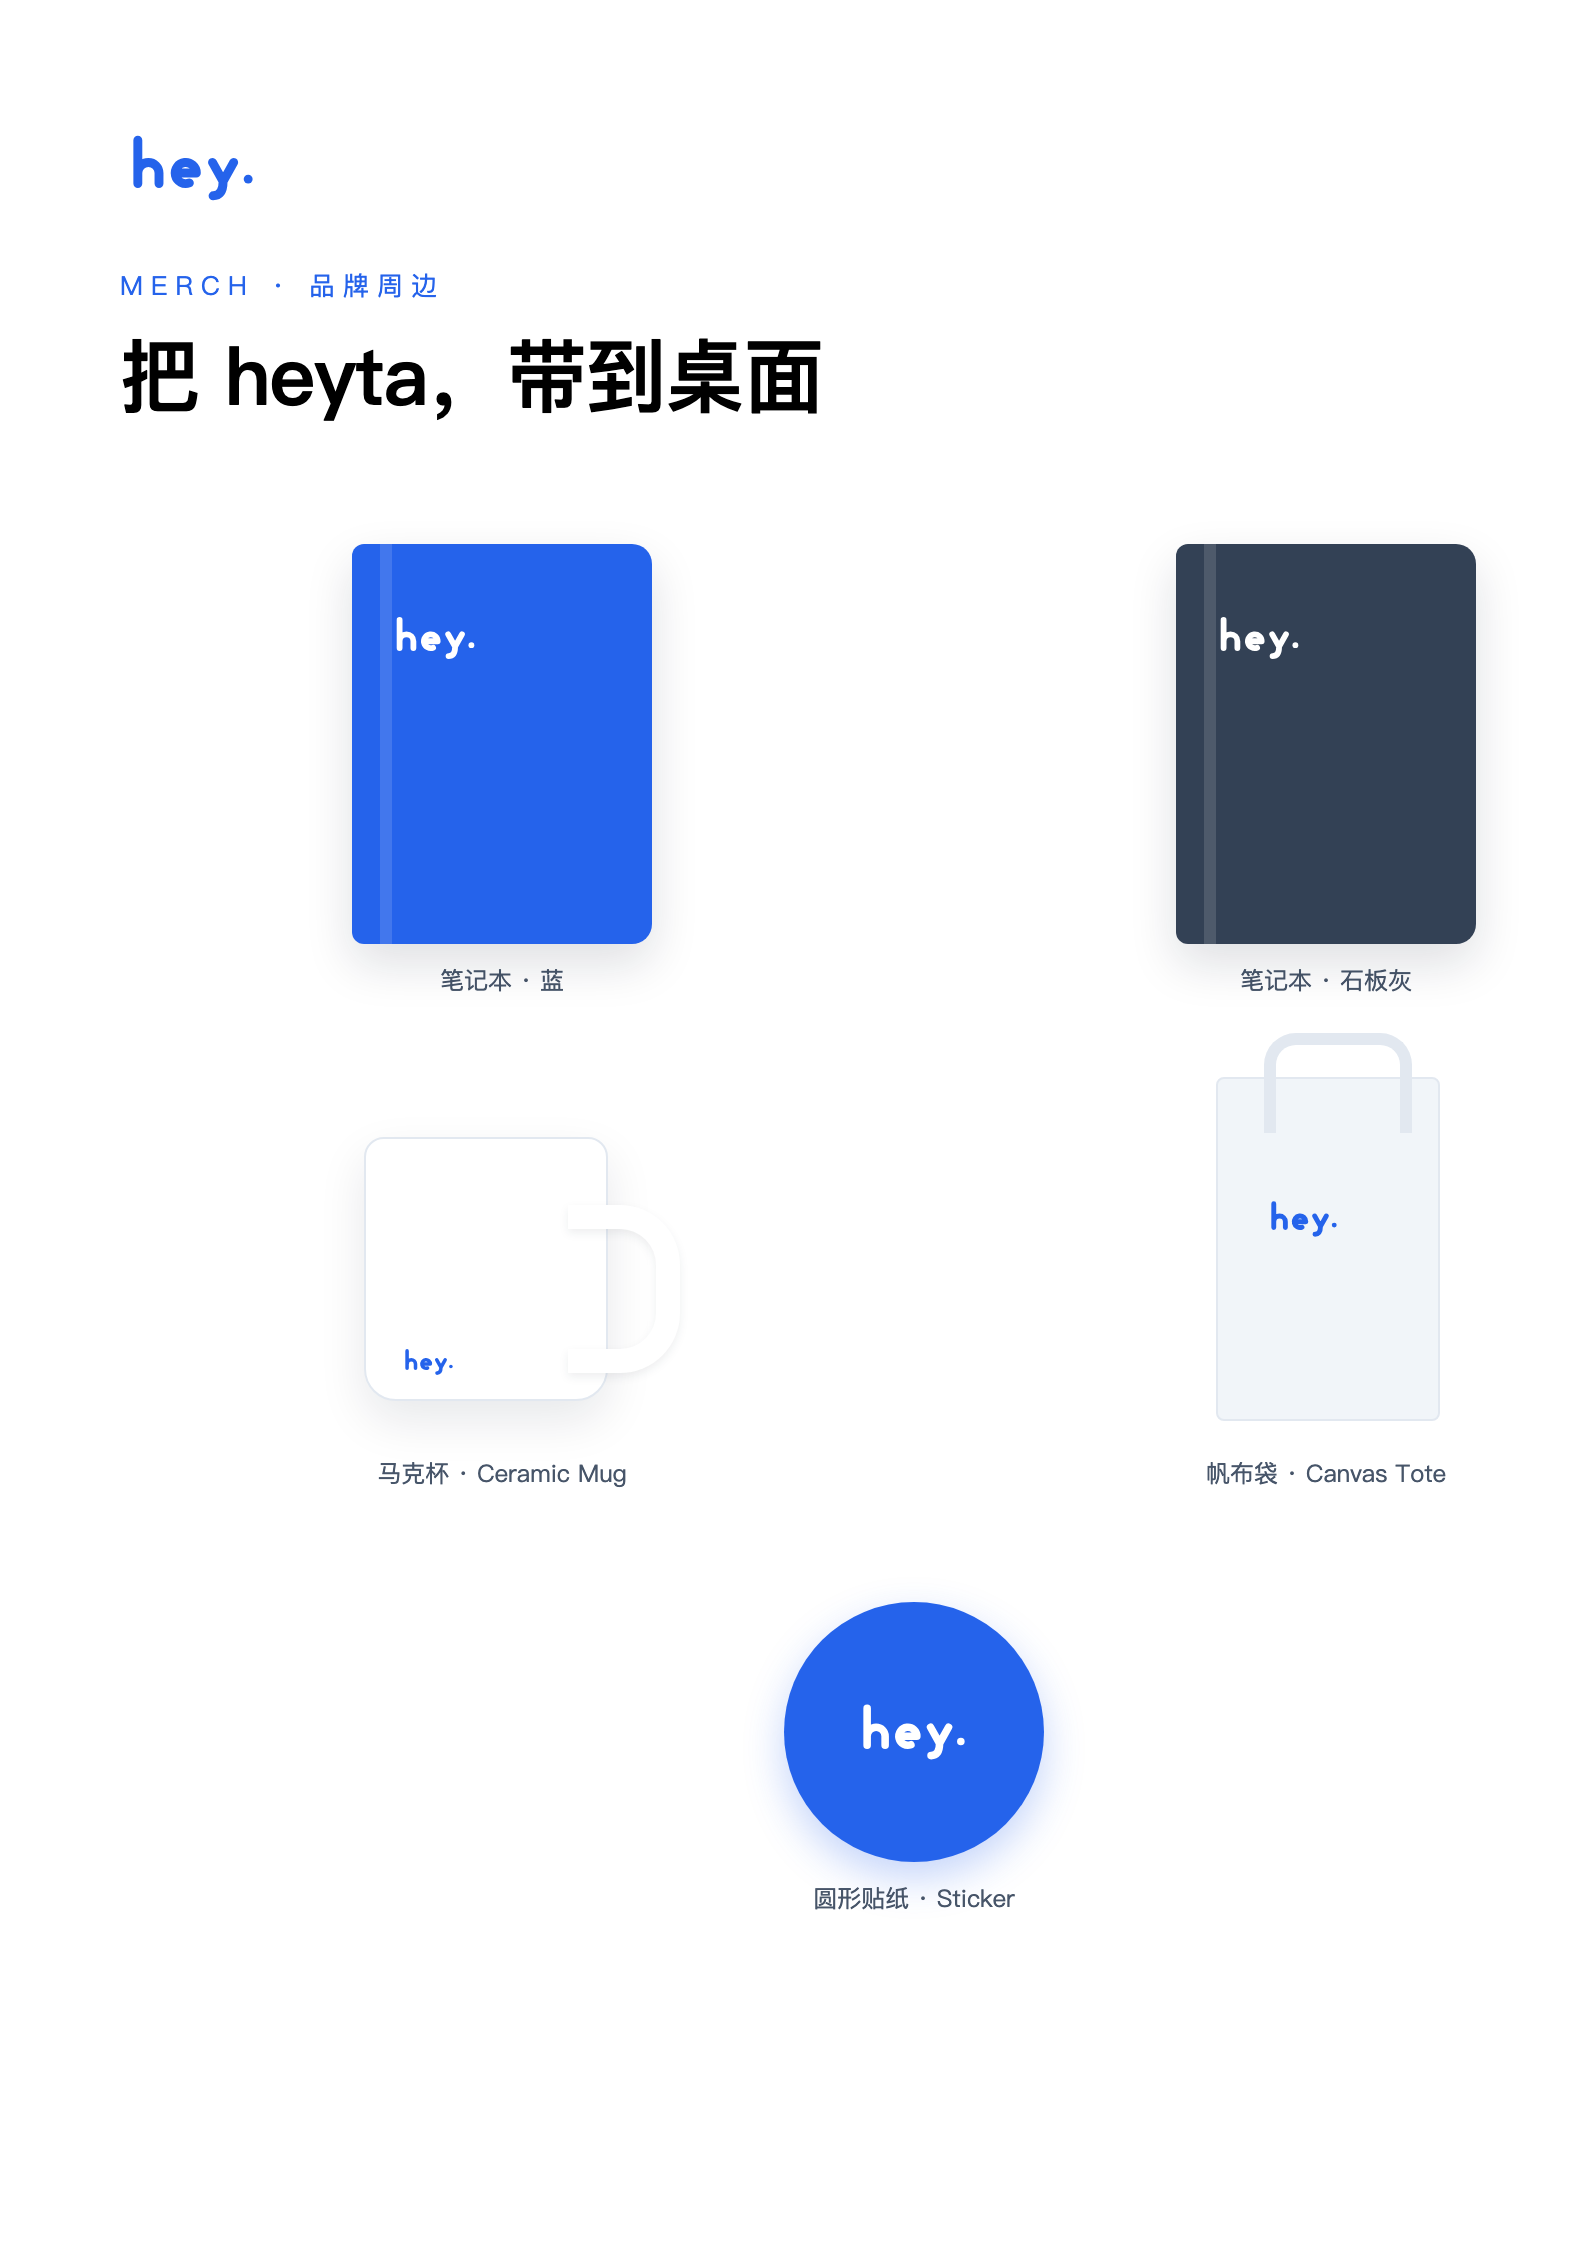 hey.
MERCH · 品牌周边
把 heyta，带到桌面
hey.
hey.
笔记本 · 蓝
笔记本 · 石板灰
hey.
hey.
马克杯 · Ceramic Mug
帆布袋 · Canvas Tote
hey.
圆形贴纸 · Sticker